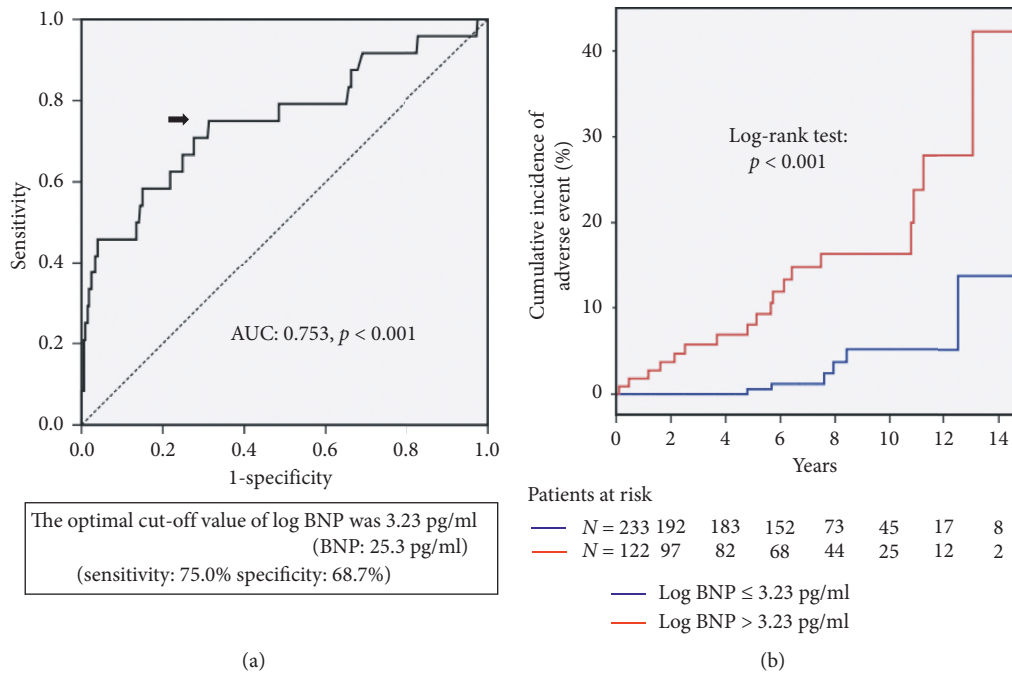 1.0
0.8
0.6
0.4
0.2
0.0
Sensitivity
AUC: 0.753, p < 0.001
0.0 0.2 0.4 0.6 0.8 1.0
1-specificity
The optimal cut-off value of log BNP was 3.23 pg/ml
(BNP: 25.3 pg/ml)
(sensitivity: 75.0% specificity: 68.7%)
(a)
40
30
20
10
0
Cumulative incidence of
adverse event (%)
Log-rank test:
p < 0.001
0 2 4 6 8 10 12 14
Years
Patients at risk
N = 233 192 183 152 73 45 17 8
N = 122 97 82 68 44 25 12 2
Log BNP ≤ 3.23 pg/ml
Log BNP > 3.23 pg/ml
(b)